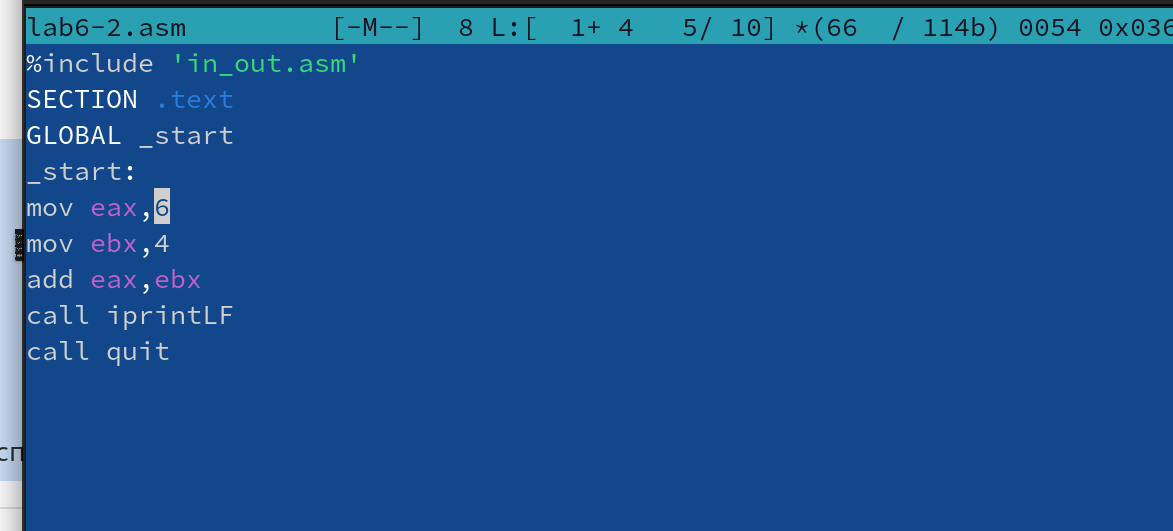 lab6-2.asm [-M--] 8 L:[ 1+ 4 5/ 10] *(66 / 114b) 0054 0x036
%include 'in_out.asm'
SECTION .text
GLOBAL _start
_start:
mov eax,6
mov ebx,4
add eax,ebx
call iprintLF
call quit
сп